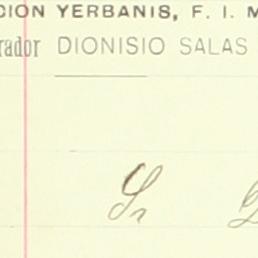 CION YERBANIS, F. I. M
rador DIONISIO SALAS
Sr